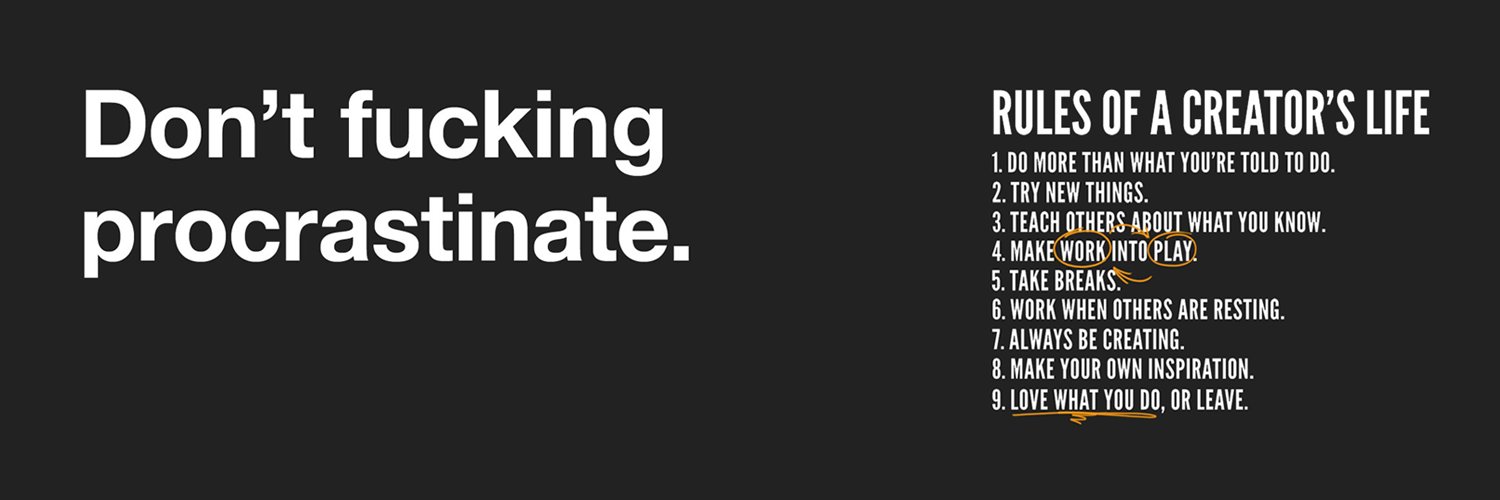 Don’t fucking
procrastinate.
RULES OF A CREATOR’S LIFE
1. DO MORE THAN WHAT YOU’RE TOLD TO DO.
2. TRY NEW THINGS.
3. TEACH OTHERS ABOUT WHAT YOU KNOW.
4. MAKE WORK INTO PLAY.
5. TAKE BREAKS.
6. WORK WHEN OTHERS ARE RESTING.
7. ALWAYS BE CREATING.
8. MAKE YOUR OWN INSPIRATION.
9. LOVE WHAT YOU DO, OR LEAVE.